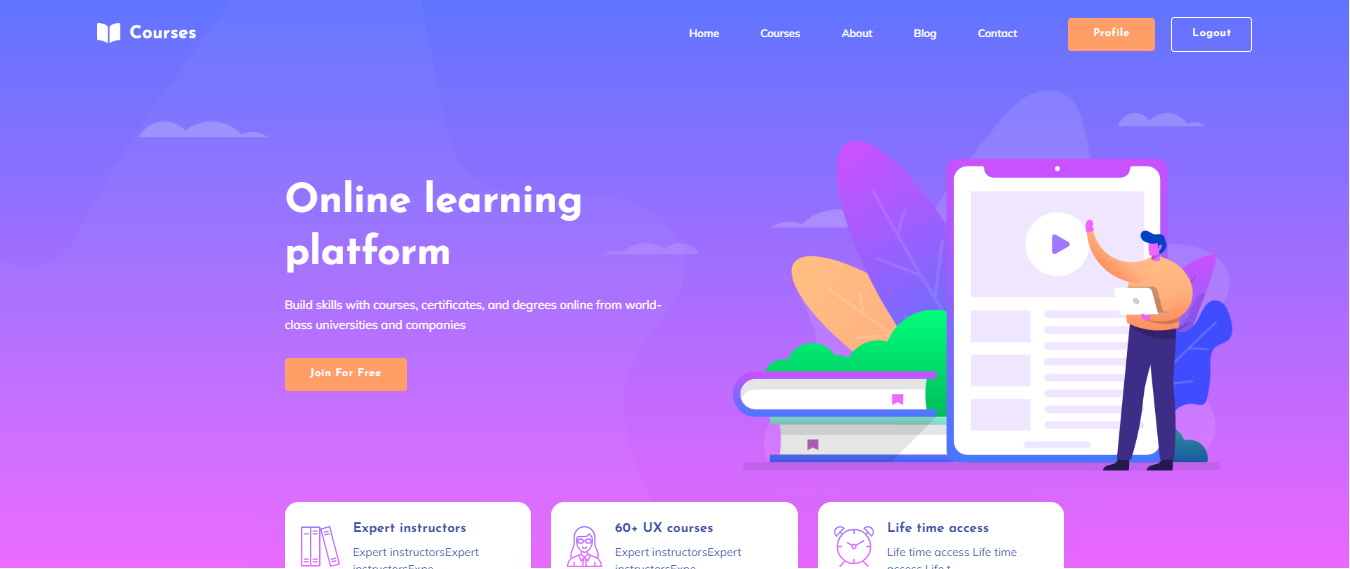 Courses
Home Courses About Blog Contact Profile Logout
Online learning
platform
Build skills with courses, certificates, and degrees online from world-
class universities and companies
Join For Free
Expert instructors
Expert instructorsExpert
instructorsExpe
60+ UX courses
Expert instructorsExpert
instructorsExpe
Life time access
Life time access Life time
access Life t